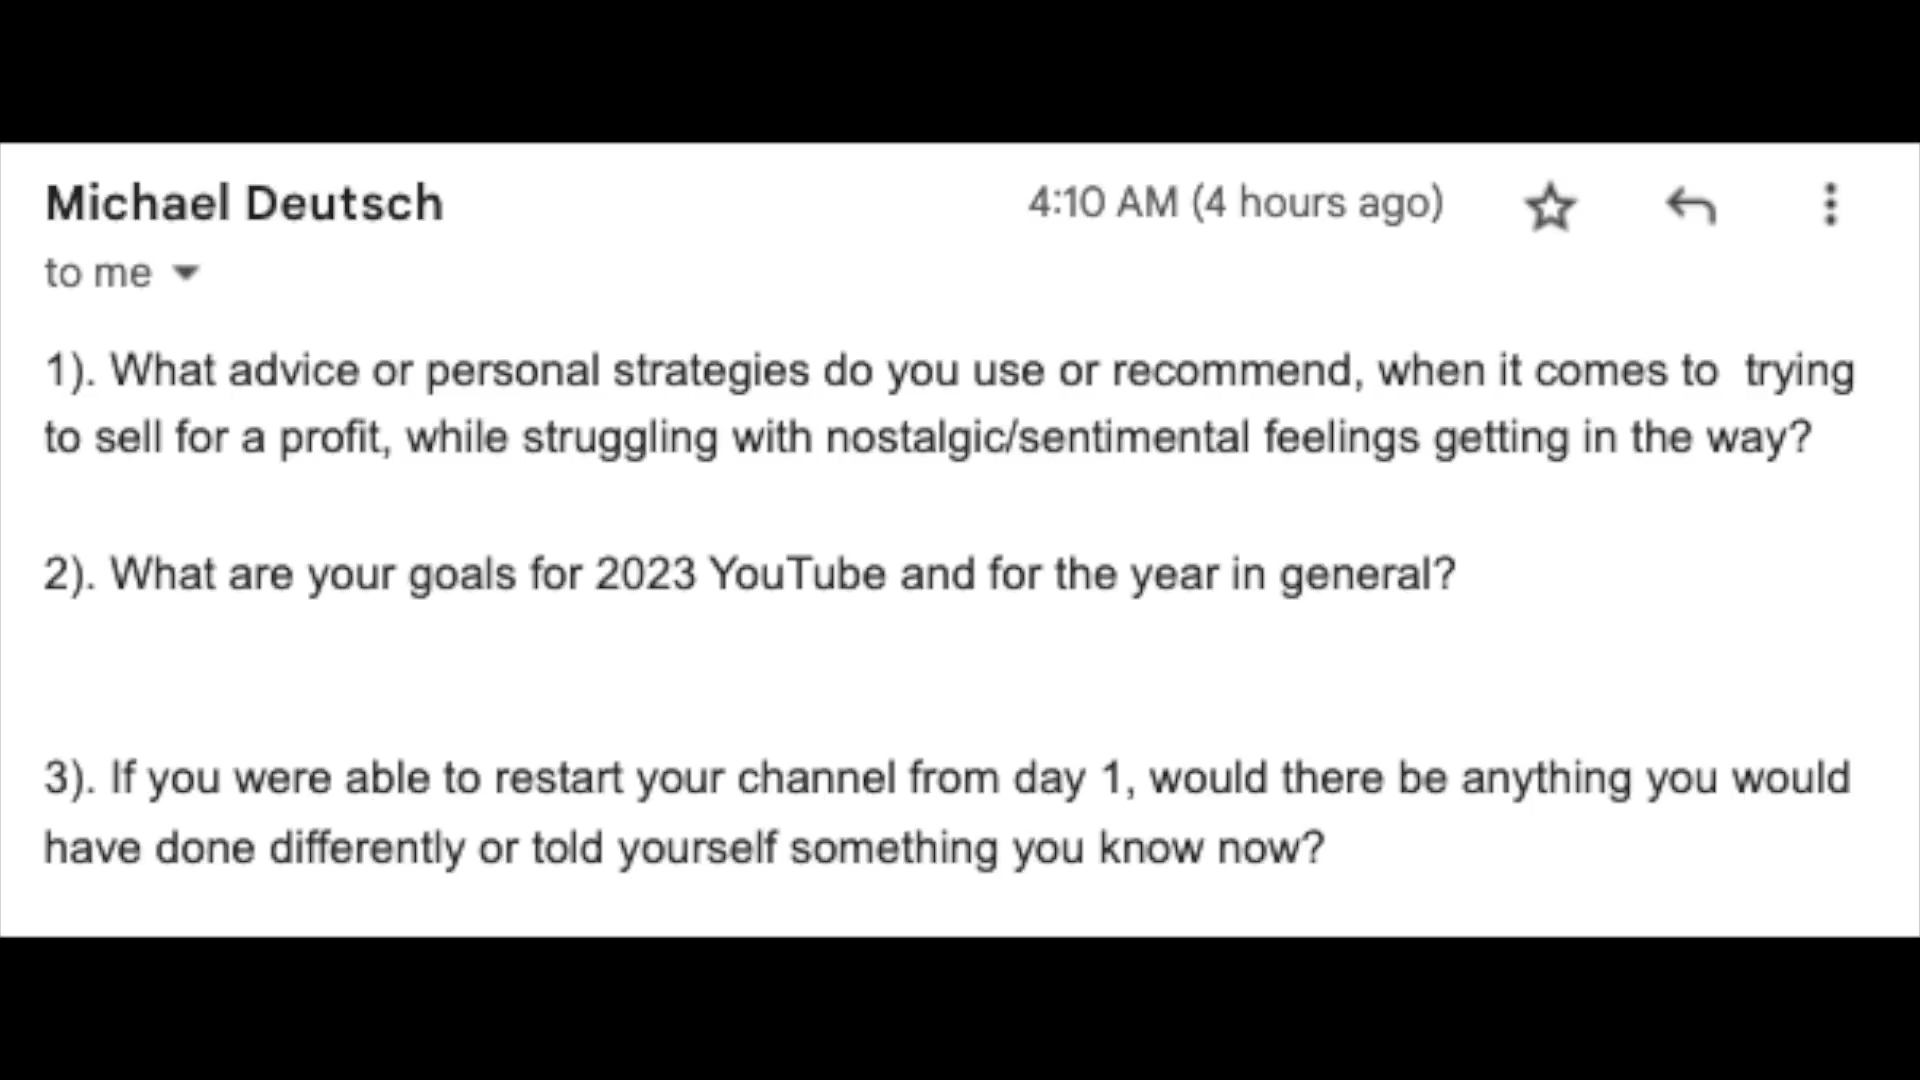 Michael Deutsch
4:10 AM (4 hours ago)
to me
1). What advice or personal strategies do you use or recommend, when it comes to  trying
to sell for a profit, while struggling with nostalgic/sentimental feelings getting in the way?
2). What are your goals for 2023 YouTube and for the year in general?
3). If you were able to restart your channel from day 1, would there be anything you would
have done differently or told yourself something you know now?